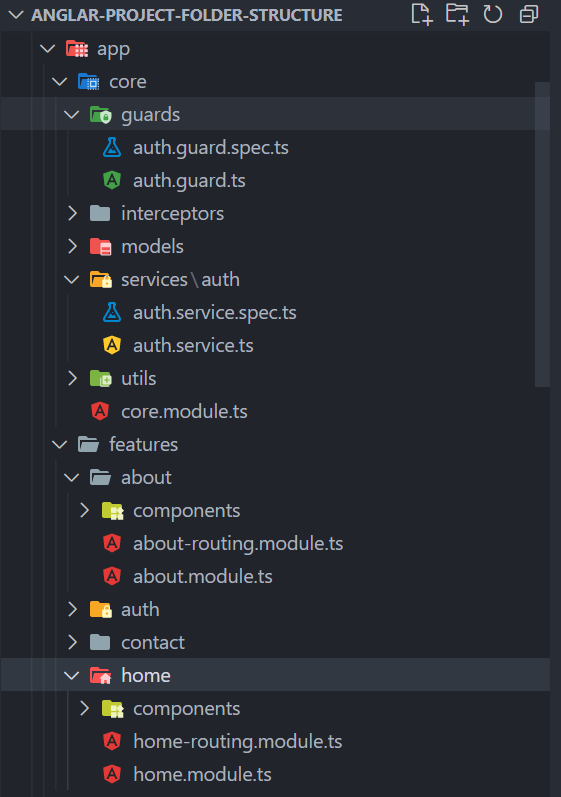 ANGLAR-PROJECT-FOLDER-STRUCTURE
app
core
guards
auth.guard.spec.ts
auth.guard.ts
interceptors
models
services\auth
auth.service.spec.ts
auth.service.ts
utils
core.module.ts
features
about
components
about-routing.module.ts
about.module.ts
auth
contact
home
components
home-routing.module.ts
home.module.ts